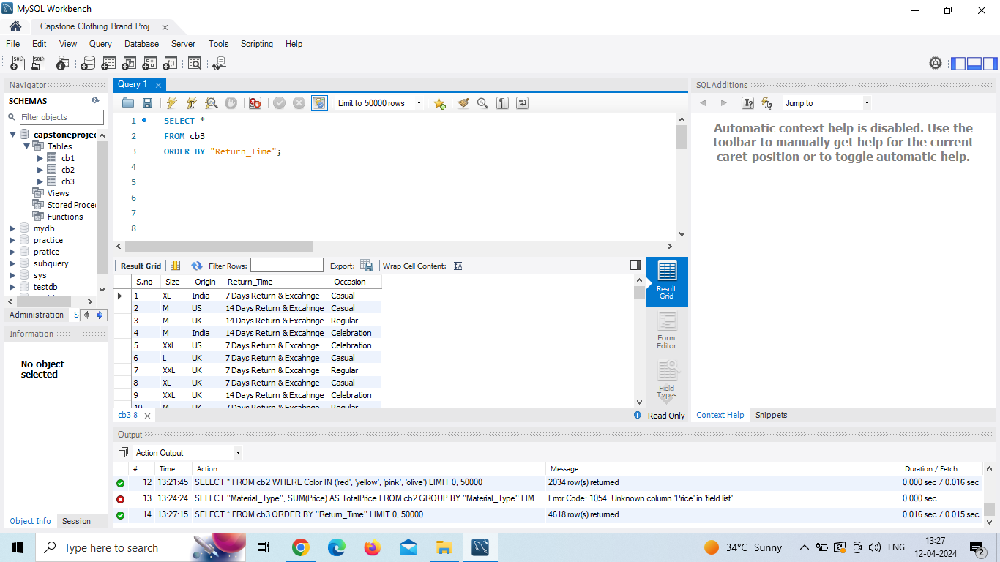 MySQL Workbench
Capstone Clothing Brand Proj...
File Edit View Query Database Server Tools Scripting Help
Navigator
SCHEMAS
Filter objects
capstoneprojec
Tables
cb1
cb2
cb3
Views
Stored Proce
Functions
mydb
practice
pratice
subquery
sys
testdb
Administration S
Information
No object
selected
Object Info Session
Query 1
Limit to 50000 rows
1 SELECT *
2 FROM cb3
3 ORDER BY "Return_Time";
4
5
6
7
8
Result Grid Filter Rows: Export: Wrap Cell Content:
S.no Size Origin Return_Time Occasion
1 XL India 7 Days Return & Excahnge Casual
2 M US 14 Days Return & Excahnge Casual
3 M UK 14 Days Return & Excahnge Regular
4 M India 14 Days Return & Excahnge Celebration
5 XXL US 7 Days Return & Excahnge Celebration
6 L UK 7 Days Return & Excahnge Casual
7 XXL UK 7 Days Return & Excahnge Regular
8 XL UK 7 Days Return & Excahnge Casual
9 XXL UK 14 Days Return & Excahnge Celebration
10 M UK 7 Days Return & Excahnge Regular
Result
Grid
Form
Editor
Field
Types
cb3 8
Read Only
SQLAdditions
Jump to
Automatic context help is disabled. Use the
toolbar to manually get help for the current
caret position or to toggle automatic help.
Context Help Snippets
Output
Action Output
# Time Action Message Duration / Fetch
12 13:21:45 SELECT * FROM cb2 WHERE Color IN ('red', 'yellow', 'pink', 'olive') LIMIT 0, 50000 2034 row(s) returned 0.000 sec / 0.016 sec
13 13:24:24 SELECT "Material_Type", SUM(Price) AS TotalPrice FROM cb2 GROUP BY "Material_Type" LIM... Error Code: 1054. Unknown column 'Price' in 'field list' 0.000 sec
14 13:27:15 SELECT * FROM cb3 ORDER BY "Return_Time" LIMIT 0, 50000 4618 row(s) returned 0.016 sec / 0.015 sec
Type here to search
34°C Sunny
ENG
13:27
12-04-2024
2